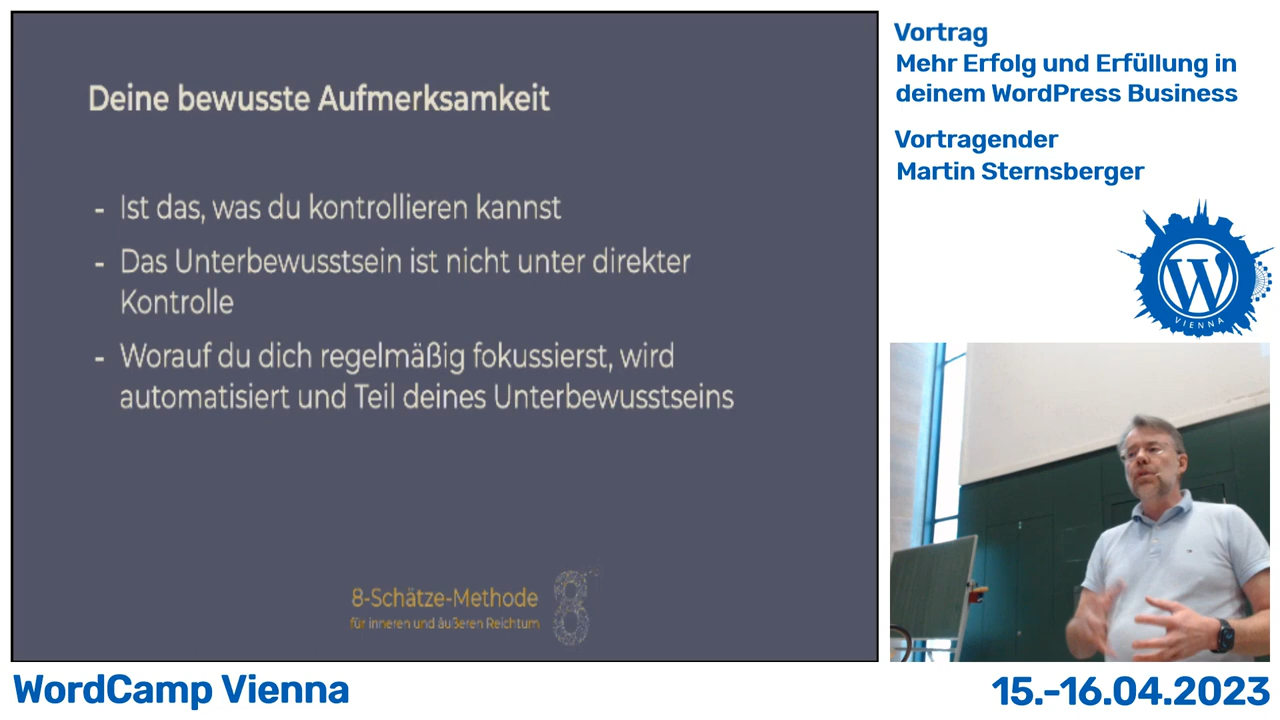 Deine bewusste Aufmerksamkeit
- Ist das, was du kontrollieren kannst
- Das Unterbewusstsein ist nicht unter direkter
Kontrolle
- Worauf du dich regelmäßig fokussierst, wird
automatisiert und Teil deines Unterbewusstseins
8-Schätze-Methode
für inneren und äußeren Reichtum
8
Vortrag
Mehr Erfolg und Erfüllung in
deinem WordPress Business
Vortragender
Martin Sternsberger
W
VIENNA
WordCamp Vienna
15.-16.04.2023